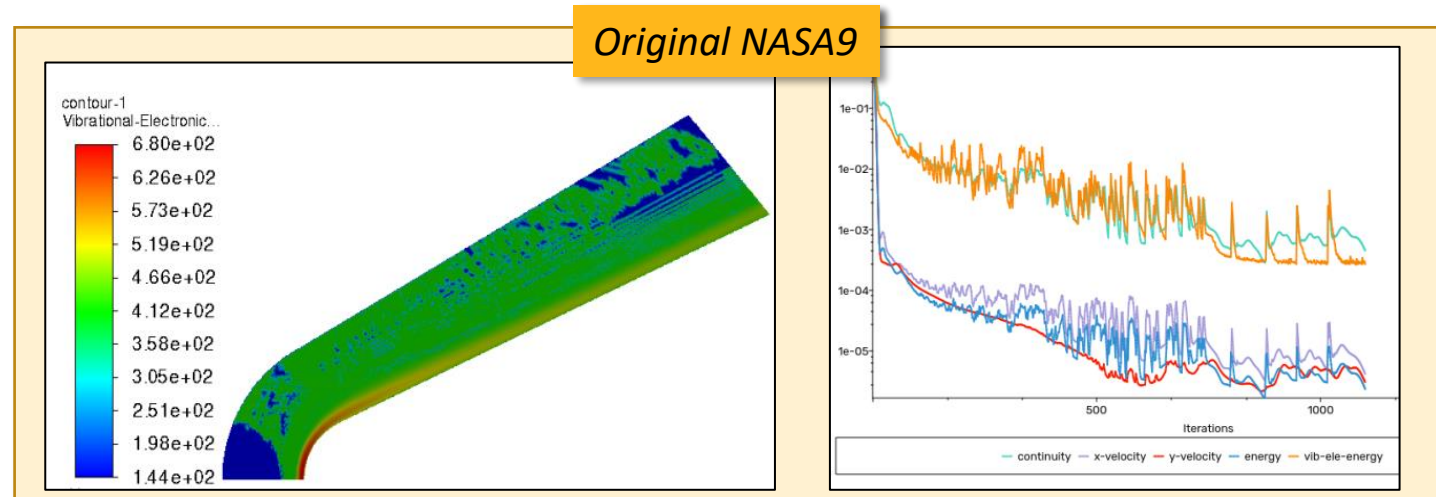 Original NASA9
contour-1
Vibrational-Electronic...
6.80e+02
6.26e+02
5.73e+02
5.19e+02
4.66e+02
4.12e+02
3.58e+02
3.05e+02
2.51e+02
1.98e+02
1.44e+02
1e-01
1e-02
1e-03
1e-04
1e-05
500 1000
Iterations
continuity x-velocity y-velocity energy vib-ele-energy